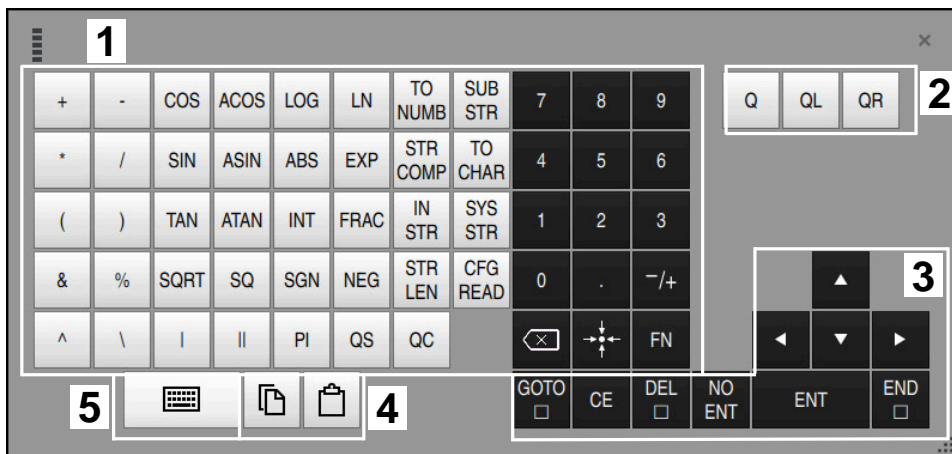 1
×
+ - COS ACOS LOG LN TO NUMB SUB STR 7 8 9 Q QL QR 2
* / SIN ASIN ABS EXP STR COMP TO CHAR 4 5 6
( ) TAN ATAN INT FRAC IN STR SYS STR 1 2 3
& % SQRT SQ SGN NEG STR LEN CFG READ 0 . −/+ 3
^ \ | || PI QS QC FN
5 4 GOTO □ CE DEL □ NO ENT ENT END □